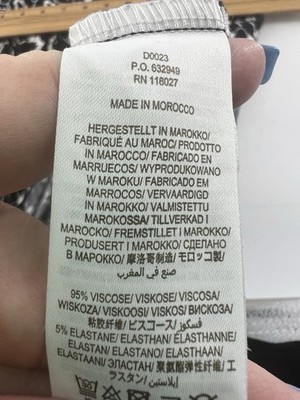 D0023
P.O. 632949
RN 118027
MADE IN MOROCCO
HERGESTELLT IN MAROKKO/
FABRIQUÉ AU MAROC/ PRODOTTO
IN MAROCCO/ FABRICADO EN
MARRUECOS/ WYPRODUKOWANO
W MAROKU/ FABRICADO EM
MARROCOS/ VERVAARDIGD
IN MAROKKO/ VALMISTETTU
MAROKOSSA/ TILLVERKAD I
MAROCKO/ FREMSTILLET I MAROKKO/
PRODUSERT I MAROKKO/ СДЕЛАНО
В МАРОККО/ 摩洛哥制造/ モロッコ製/
صنع في المغرب
95% VISCOSE/ VISKOSE/ VISCOSA/
WISKOZA/ VISKOOSI/ VISKOS/ ВИСКОЗА/
粘胶纤维/ ビスコース/ فسكوز/
5% ELASTANE/ ELASTHAN/ ELASTHANNE/
ELASTAN/ ELASTANO/ ELASTHAAN/
ELASTAANI/ ЭЛАСТАН/ 聚氨酯弹性纤维/ エ
ラスタン/ إيلاستين/